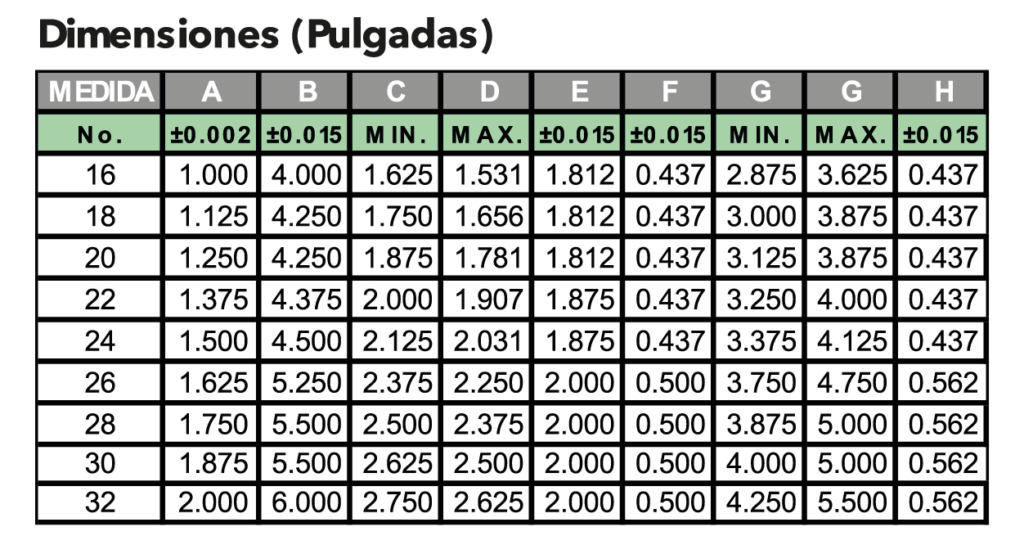 Dimensiones (Pulgadas)
MEDIDA A B C D E F G G H
No. ±0.002 ±0.015 MIN. MAX. ±0.015 ±0.015 MIN. MAX. ±0.015
16 1.000 4.000 1.625 1.531 1.812 0.437 2.875 3.625 0.437
18 1.125 4.250 1.750 1.656 1.812 0.437 3.000 3.875 0.437
20 1.250 4.250 1.875 1.781 1.812 0.437 3.125 3.875 0.437
22 1.375 4.375 2.000 1.907 1.875 0.437 3.250 4.000 0.437
24 1.500 4.500 2.125 2.031 1.875 0.437 3.375 4.125 0.437
26 1.625 5.250 2.375 2.250 2.000 0.500 3.750 4.750 0.562
28 1.750 5.500 2.500 2.375 2.000 0.500 3.875 5.000 0.562
30 1.875 5.500 2.625 2.500 2.000 0.500 4.000 5.000 0.562
32 2.000 6.000 2.750 2.625 2.000 0.500 4.250 5.500 0.562